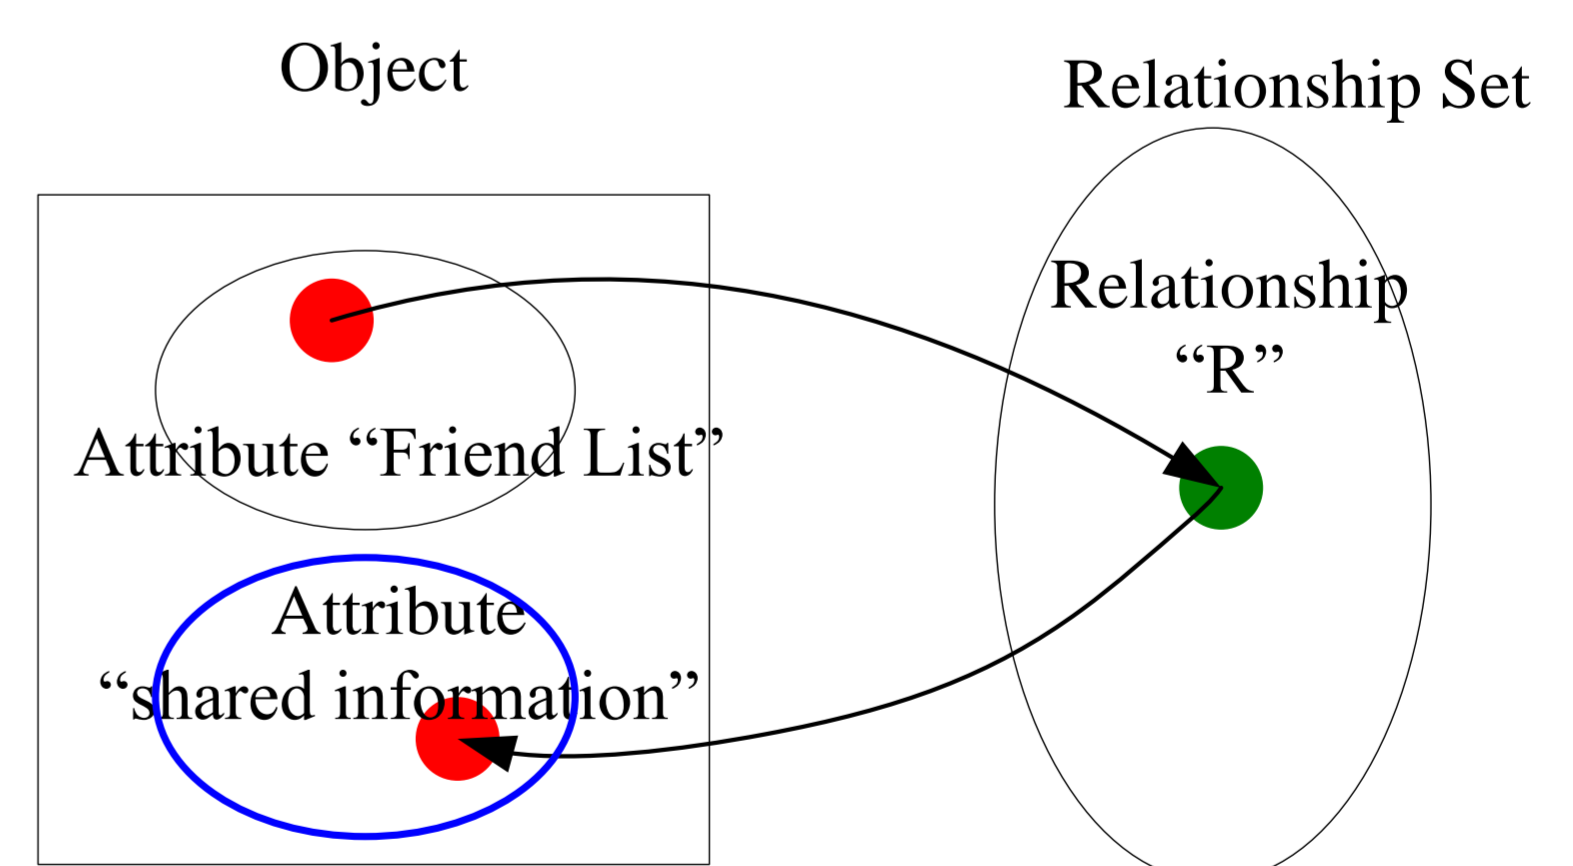 Object
Relationship Set
Relationship
“R”
Attribute “Friend List”
Attribute
“shared information”